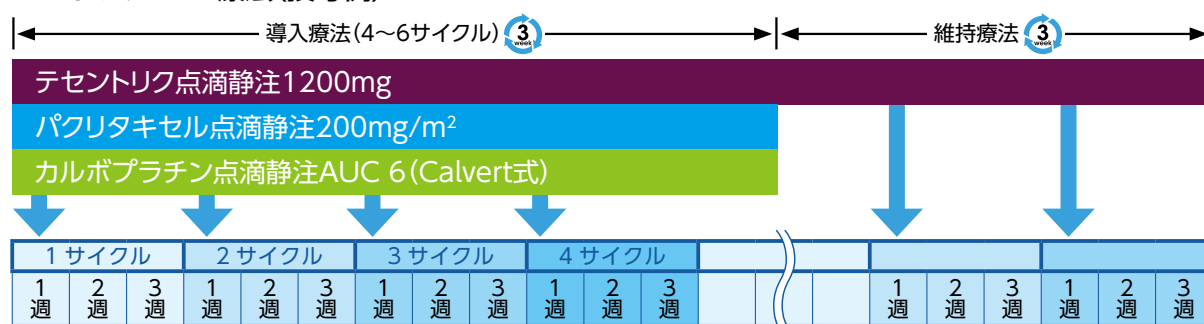 導入療法(4〜6サイクル) 3 week 維持療法 3 week
テセントリク点滴静注1200mg
パクリタキセル点滴静注200mg/m²
カルボプラチン点滴静注AUC 6(Calvert式)
1 サイクル 2 サイクル 3 サイクル 4 サイクル
1週 2週 3週 1週 2週 3週 1週 2週 3週 1週 2週 3週 1週 2週 3週 1週 2週 3週